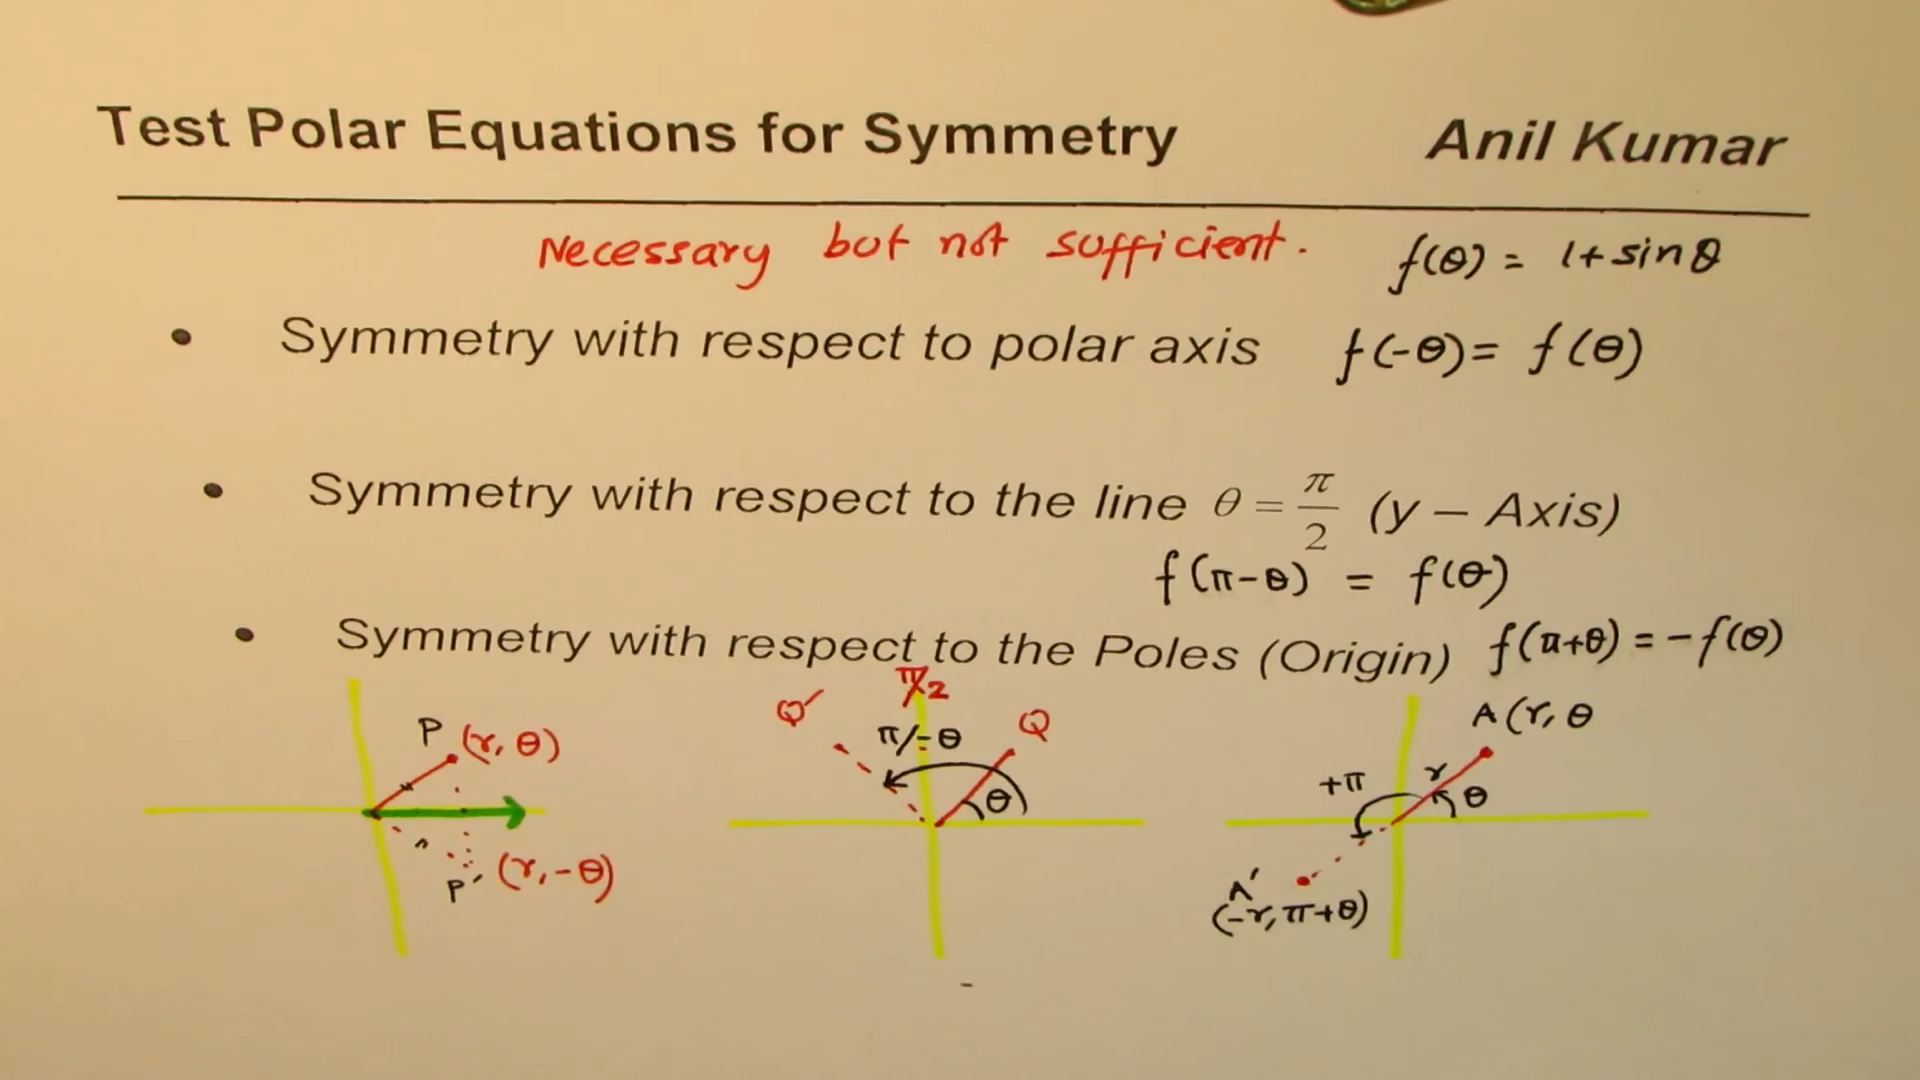 Test Polar Equations for Symmetry Anil Kumar
Necessary but not sufficient. f(θ) = 1+ sinθ
• Symmetry with respect to polar axis f(-θ) = f(θ)
• Symmetry with respect to the line θ = π/2 (y – Axis)
f(π-θ) = f(θ)
• Symmetry with respect to the Poles (Origin) f(π+θ) = -f(θ)
P (r, θ)
P′ (r, -θ)
π/2
Q′ Q
π/-θ
θ
A (r, θ
+π r θ
A′
(-r, π+θ)